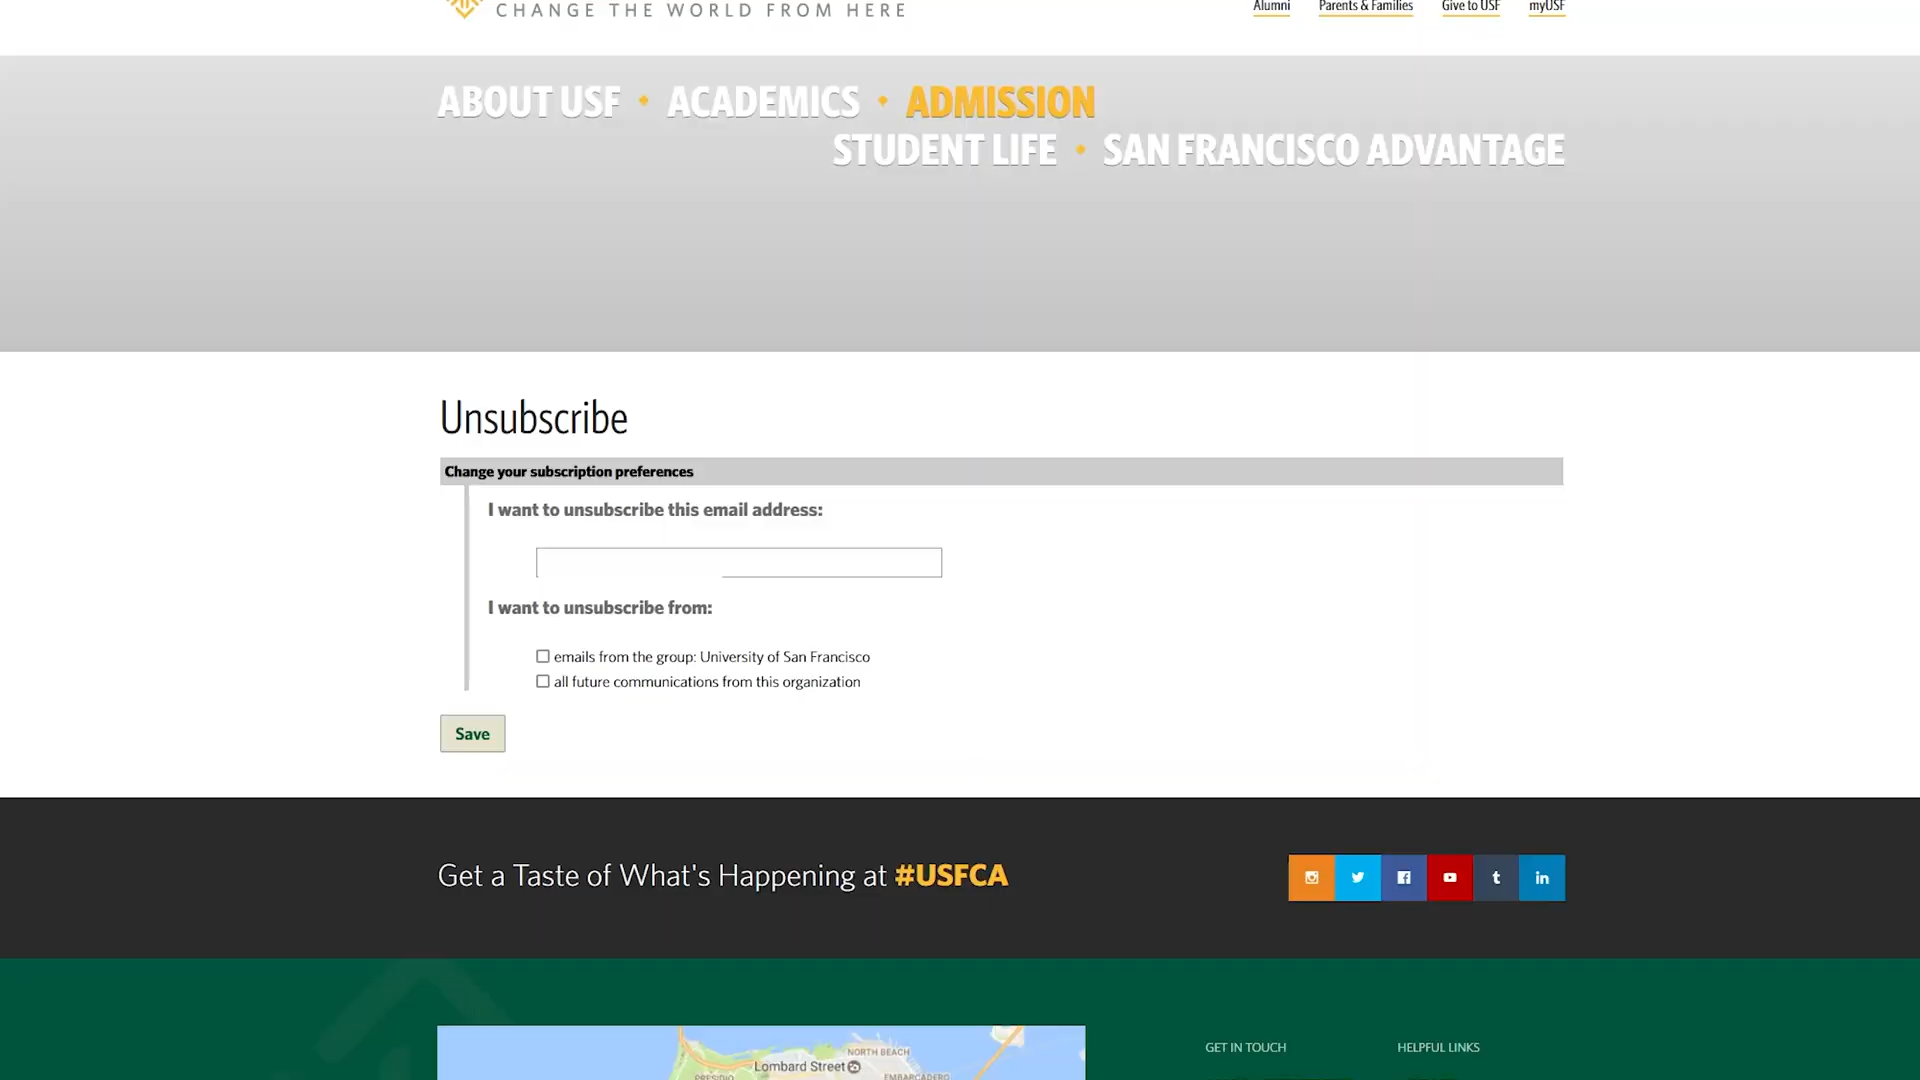 CHANGE THE WORLD FROM HERE
Alumni Parents & Families Give to USF myUSF
ABOUT USF • ACADEMICS • ADMISSION
STUDENT LIFE • SAN FRANCISCO ADVANTAGE
Unsubscribe
Change your subscription preferences
I want to unsubscribe this email address:
I want to unsubscribe from:
emails from the group: University of San Francisco
all future communications from this organization
Save
Get a Taste of What's Happening at #USFCA
t in
GET IN TOUCH HELPFUL LINKS
NORTH BEACH
Lombard Street
PRESIDIO EMBARCADERO